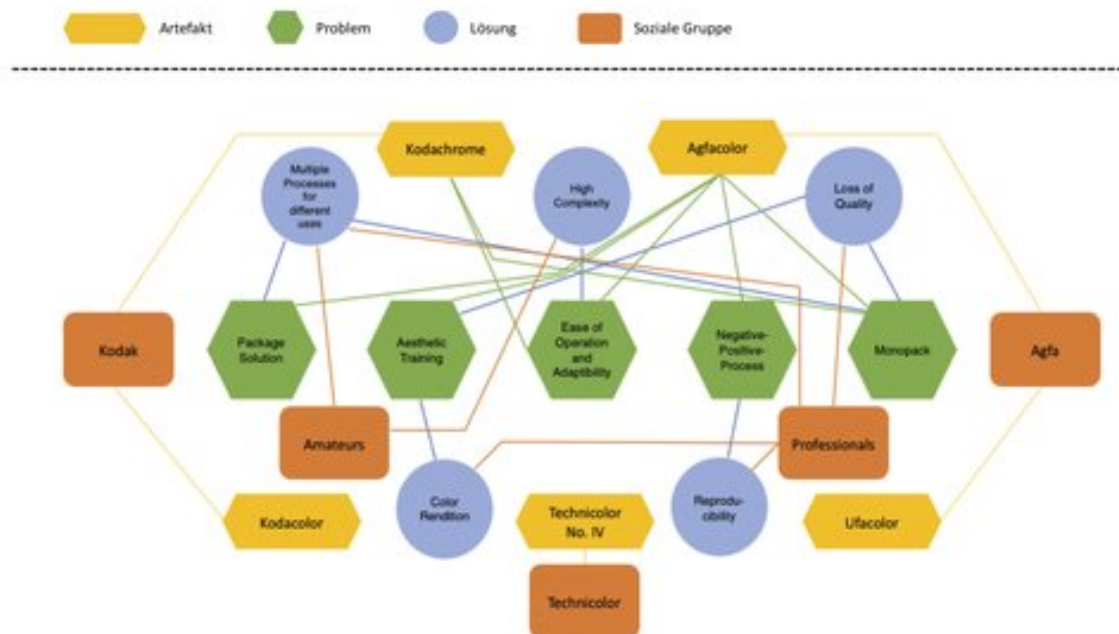 Artefakt
Problem
Lösung
Soziale Gruppe
Kodachrome
Agfacolor
Multiple
Processes
for
different
uses
High
Complexity
Loss of
Quality
Kodak
Package
Solution
Aesthetic
Training
Ease of
Operation
and
Adaptibility
Negative-
Positive-
Process
Monopack
Agfa
Amateurs
Professionals
Kodacolor
Color
Rendition
Technicolor
No. IV
Reprodu-
cibility
Ufacolor
Technicolor